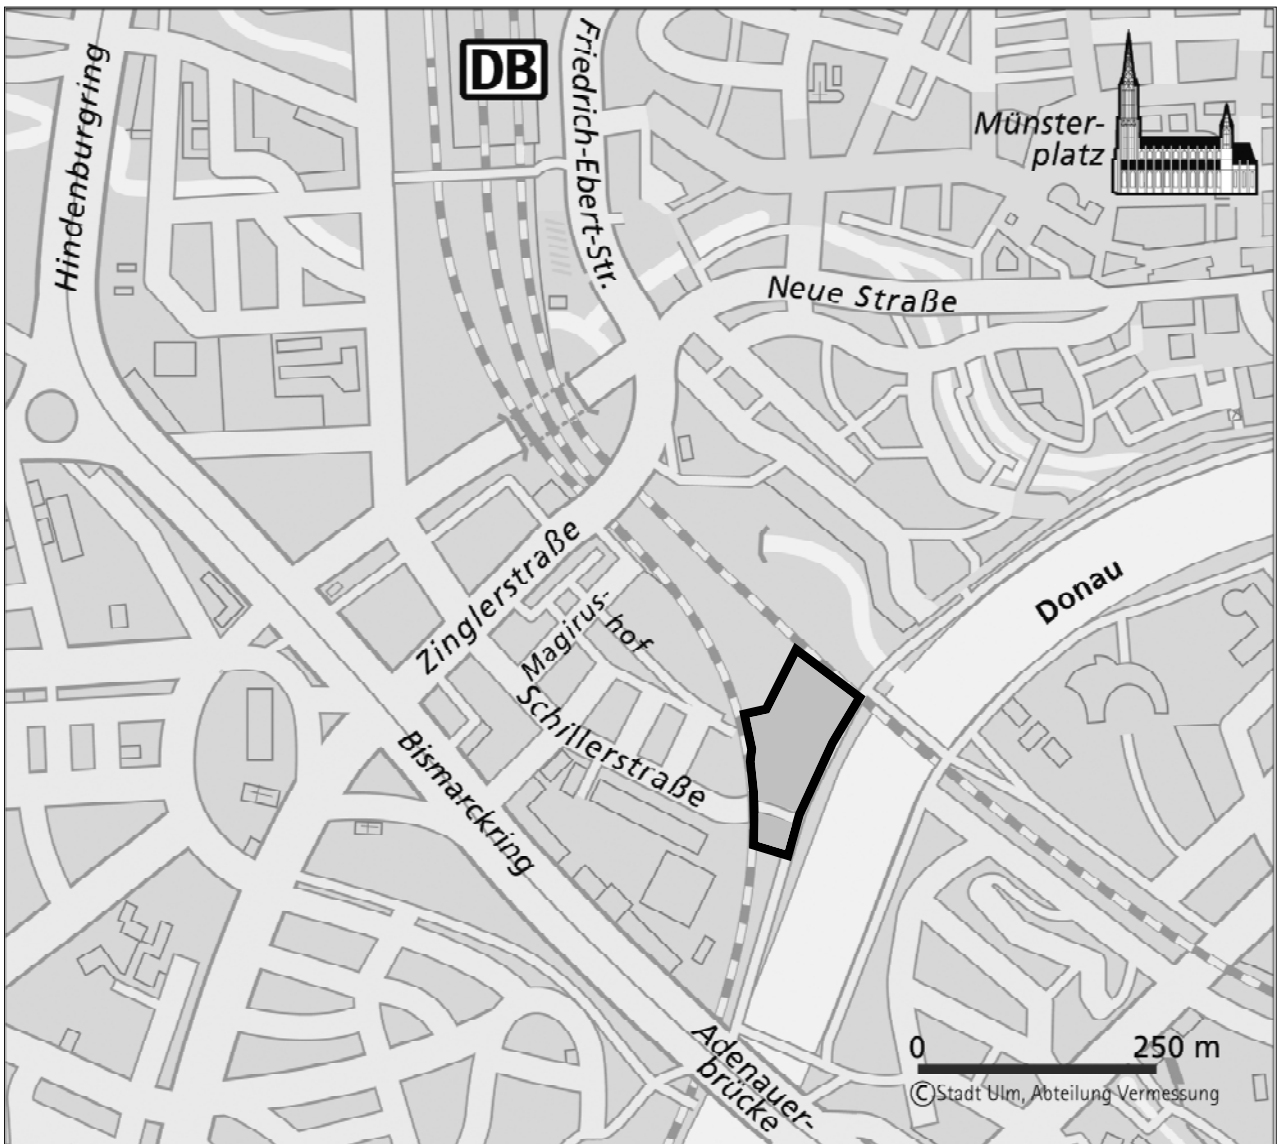 Hindenburgring
DB
Friedrich-Ebert-Str.
Münster-
platz
Neue Straße
Donau
Zinglerstraße
Magirus-
hof
Schillerstraße
Bismarckring
Adenauer-
brücke
0 250 m
©Stadt Ulm, Abteilung Vermessung